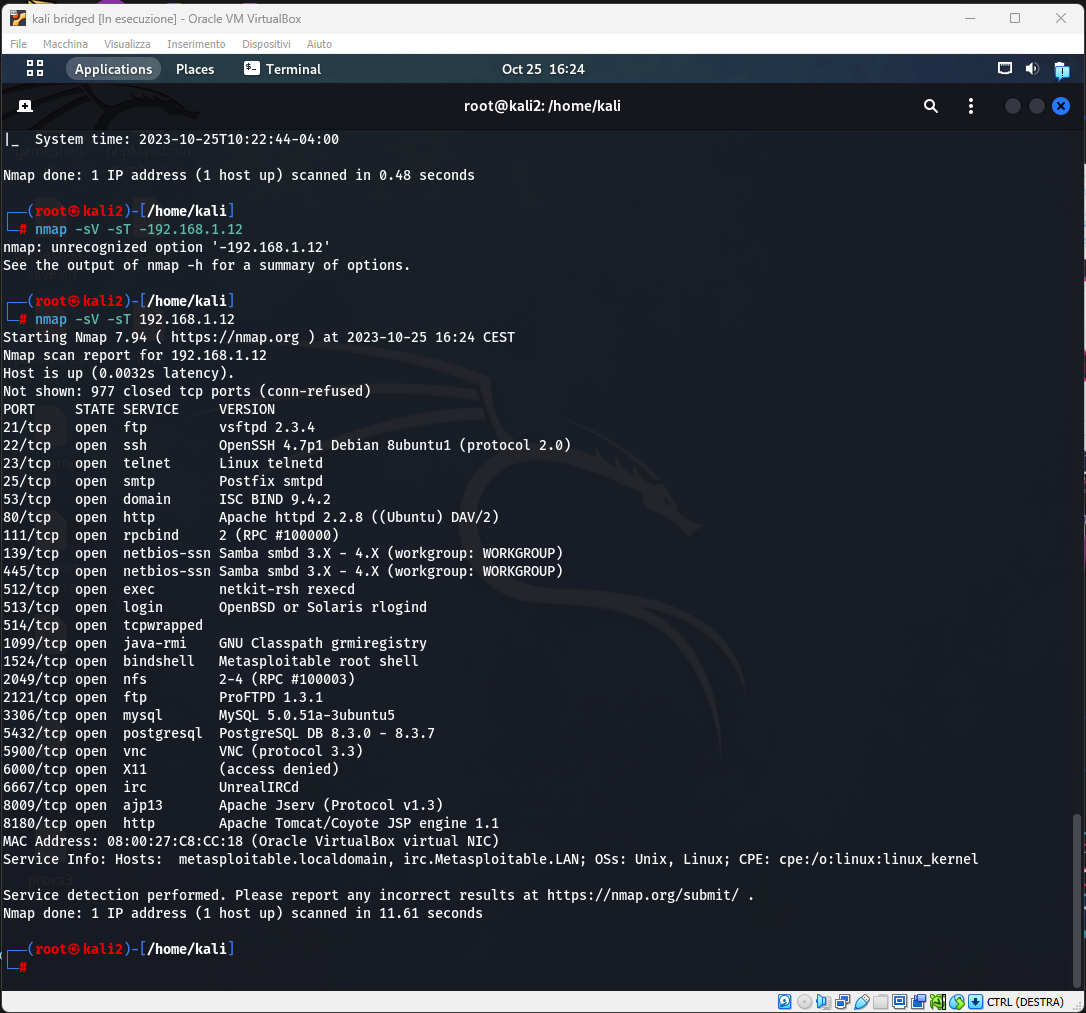 kali bridged [In esecuzione] - Oracle VM VirtualBox
File Macchina Visualizza Inserimento Dispositivi Aiuto
Applications Places Terminal Oct 25 16:24
root@kali2: /home/kali
|_  System time: 2023-10-25T10:22:44-04:00
Nmap done: 1 IP address (1 host up) scanned in 0.48 seconds
┌──(root㉿kali2)-[/home/kali]
└─# nmap -sV -sT -192.168.1.12
nmap: unrecognized option '-192.168.1.12'
See the output of nmap -h for a summary of options.
┌──(root㉿kali2)-[/home/kali]
└─# nmap -sV -sT 192.168.1.12
Starting Nmap 7.94 ( https://nmap.org ) at 2023-10-25 16:24 CEST
Nmap scan report for 192.168.1.12
Host is up (0.0032s latency).
Not shown: 977 closed tcp ports (conn-refused)
PORT     STATE SERVICE     VERSION
21/tcp   open  ftp         vsftpd 2.3.4
22/tcp   open  ssh         OpenSSH 4.7p1 Debian 8ubuntu1 (protocol 2.0)
23/tcp   open  telnet      Linux telnetd
25/tcp   open  smtp        Postfix smtpd
53/tcp   open  domain      ISC BIND 9.4.2
80/tcp   open  http        Apache httpd 2.2.8 ((Ubuntu) DAV/2)
111/tcp  open  rpcbind     2 (RPC #100000)
139/tcp  open  netbios-ssn Samba smbd 3.X - 4.X (workgroup: WORKGROUP)
445/tcp  open  netbios-ssn Samba smbd 3.X - 4.X (workgroup: WORKGROUP)
512/tcp  open  exec        netkit-rsh rexecd
513/tcp  open  login       OpenBSD or Solaris rlogind
514/tcp  open  tcpwrapped
1099/tcp open  java-rmi    GNU Classpath grmiregistry
1524/tcp open  bindshell   Metasploitable root shell
2049/tcp open  nfs         2-4 (RPC #100003)
2121/tcp open  ftp         ProFTPD 1.3.1
3306/tcp open  mysql       MySQL 5.0.51a-3ubuntu5
5432/tcp open  postgresql  PostgreSQL DB 8.3.0 - 8.3.7
5900/tcp open  vnc         VNC (protocol 3.3)
6000/tcp open  X11         (access denied)
6667/tcp open  irc         UnrealIRCd
8009/tcp open  ajp13       Apache Jserv (Protocol v1.3)
8180/tcp open  http        Apache Tomcat/Coyote JSP engine 1.1
MAC Address: 08:00:27:C8:CC:18 (Oracle VirtualBox virtual NIC)
Service Info: Hosts:  metasploitable.localdomain, irc.Metasploitable.LAN; OSs: Unix, Linux; CPE: cpe:/o:linux:linux_kernel
prova3
Service detection performed. Please report any incorrect results at https://nmap.org/submit/ .
Nmap done: 1 IP address (1 host up) scanned in 11.61 seconds
┌──(root㉿kali2)-[/home/kali]
└─#
CTRL (DESTRA)